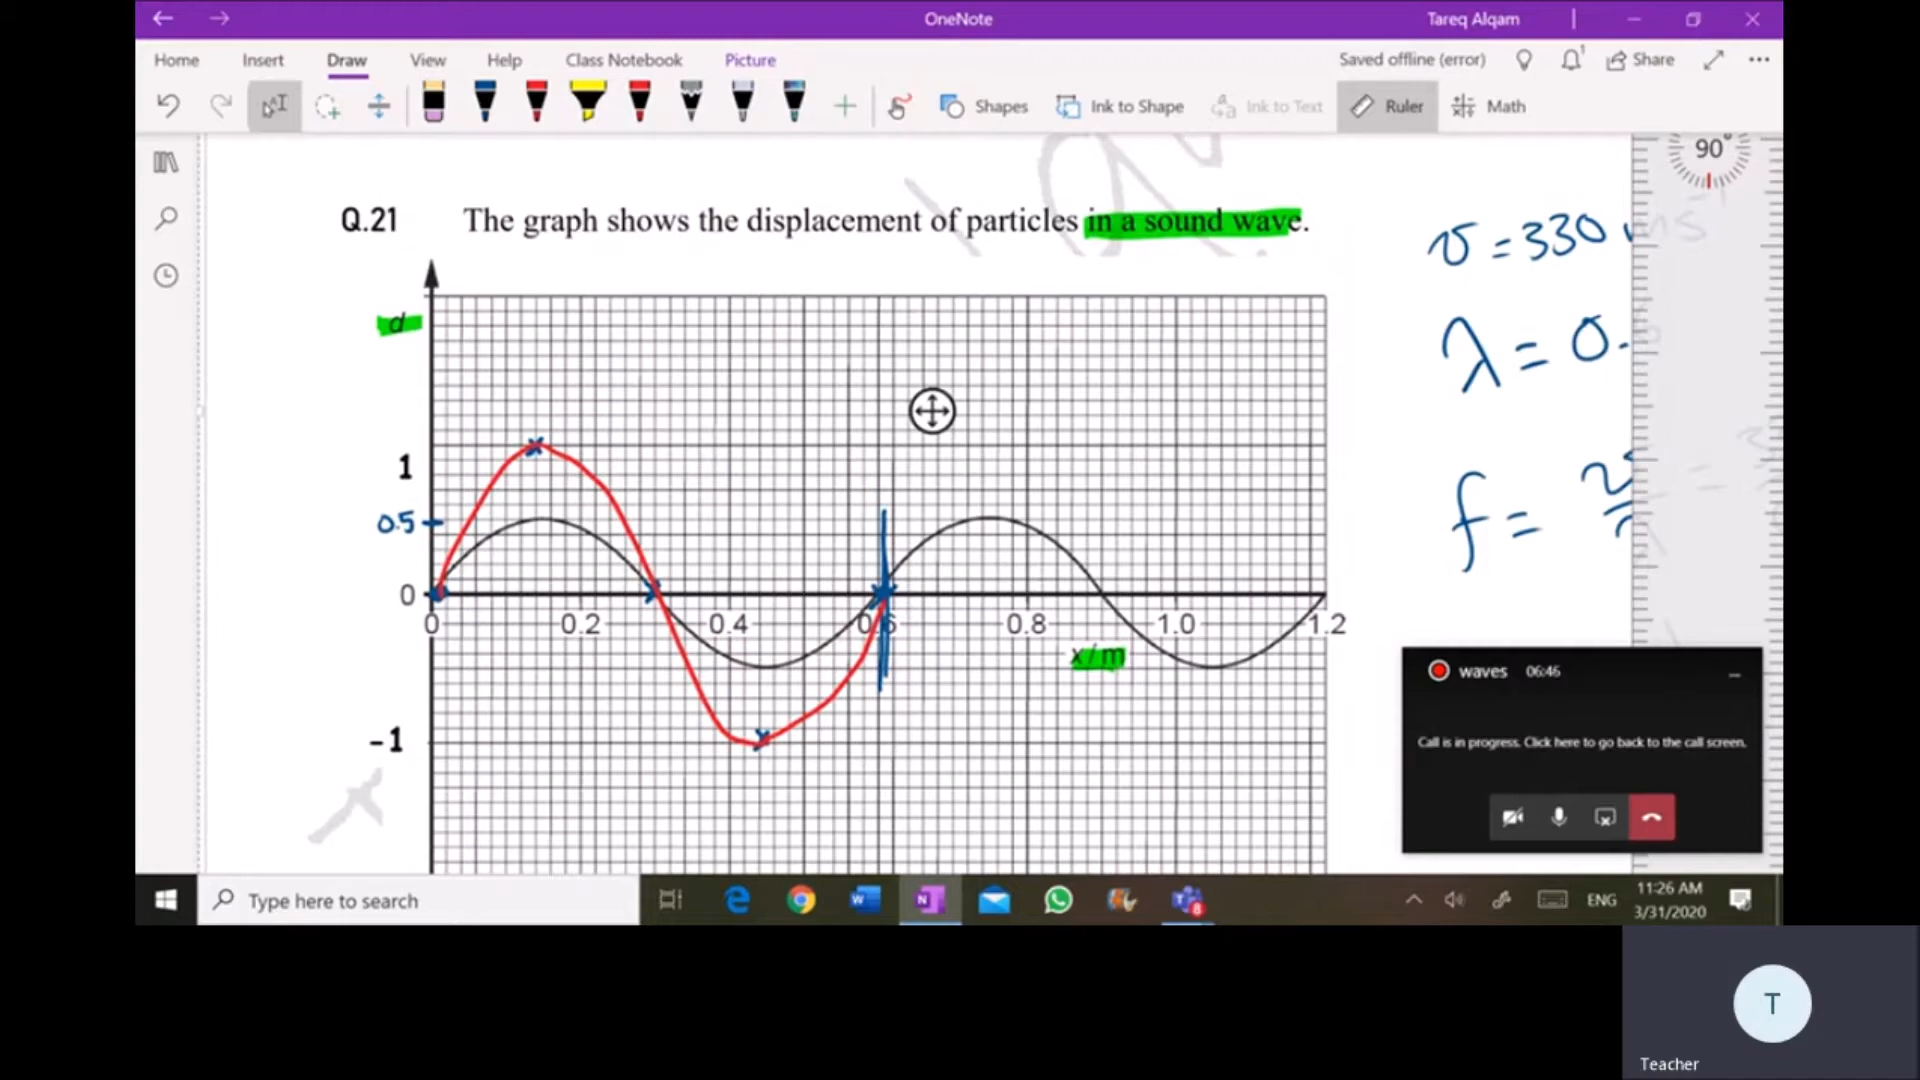 OneNote
Tareq Alqam
Home Insert Draw View Help Class Notebook Picture
Saved offline (error) 1 Share
Shapes Ink to Shape Ink to Text Ruler Math
90°
Q.21 The graph shows the displacement of particles in a sound wave.
v = 330 ms
d
λ = 0.
1
0.5
f =
0
0 0.2 0.4 0.6 0.8 1.0 1.2
x/m
-1
waves 06:46
Call is in progress. Click here to go back to the call screen.
Type here to search
8
ENG
11:26 AM
3/31/2020
T
Teacher